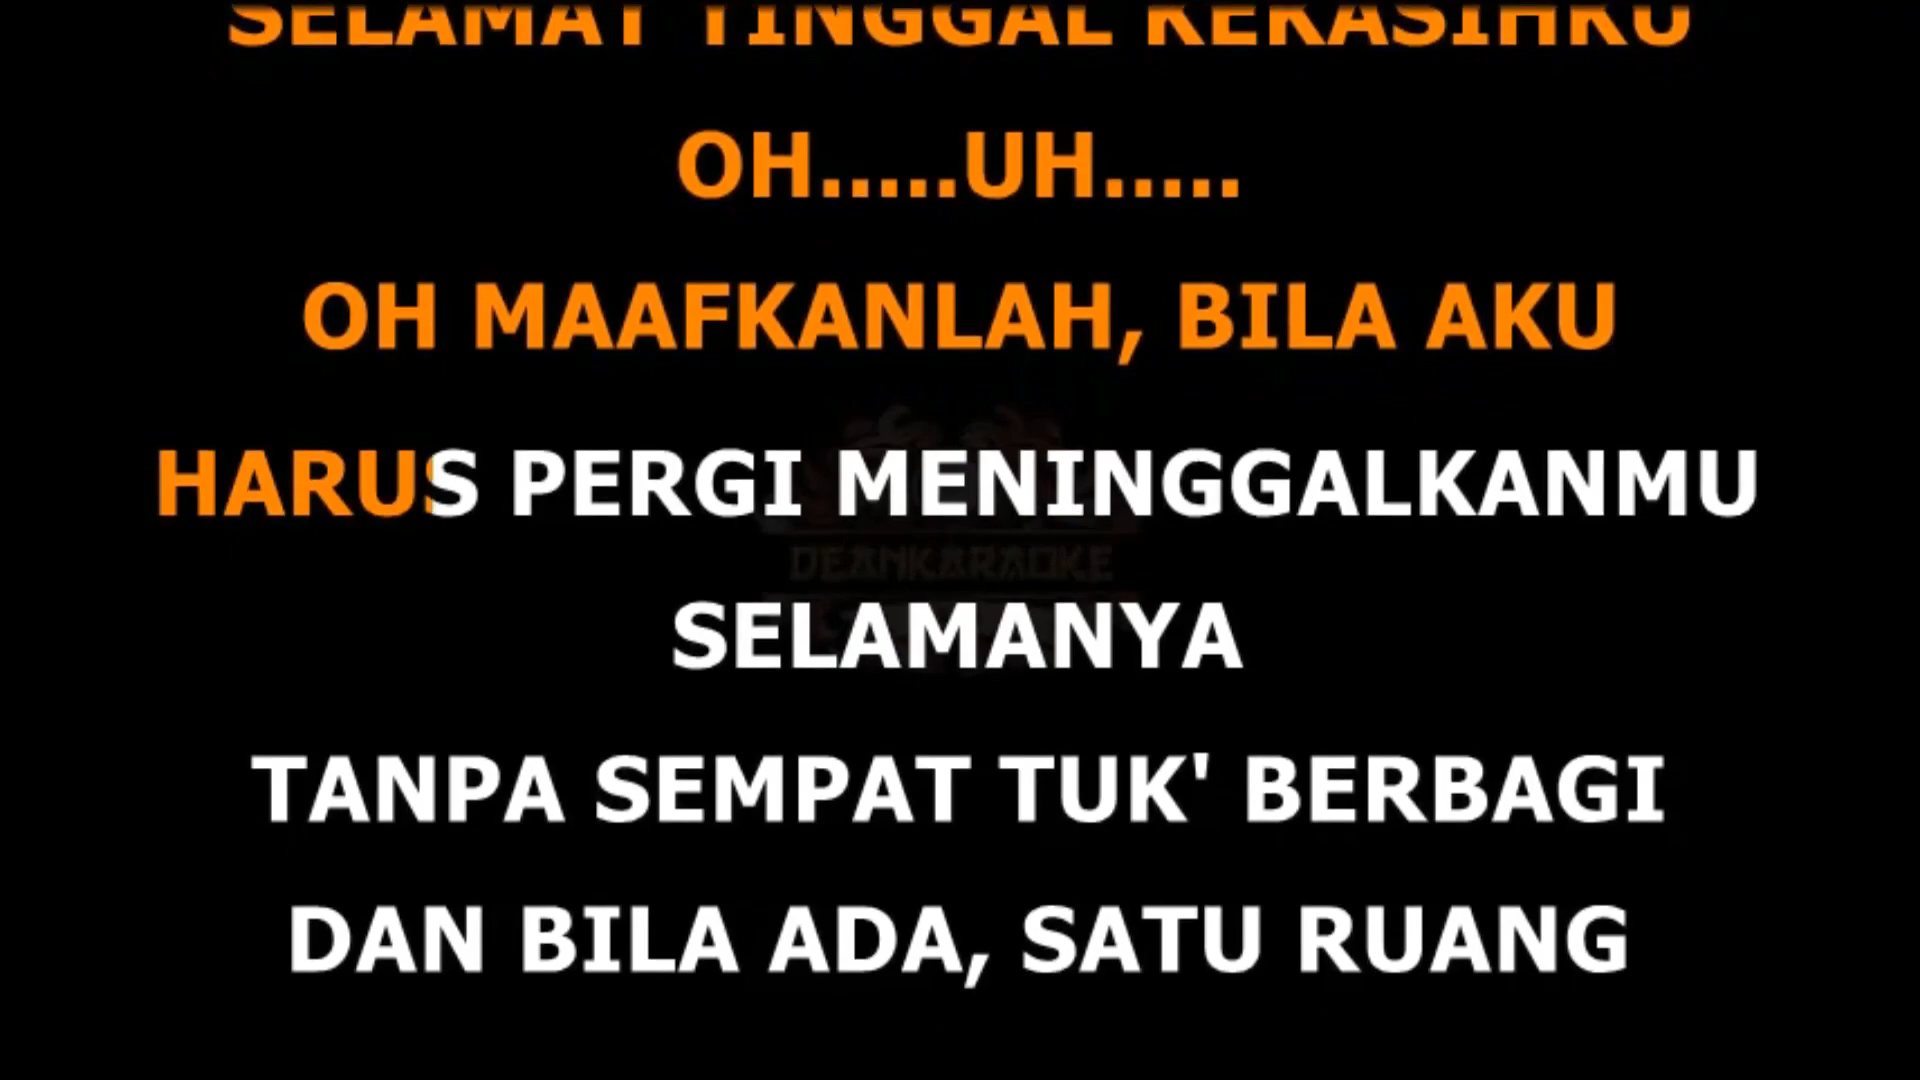 SELAMAT TINGGAL KEKASIHKU
OH.....UH.....
OH MAAFKANLAH, BILA AKU
HARUS PERGI MENINGGALKANMU
DEANKARAOKE
SELAMANYA
TANPA SEMPAT TUK' BERBAGI
DAN BILA ADA, SATU RUANG